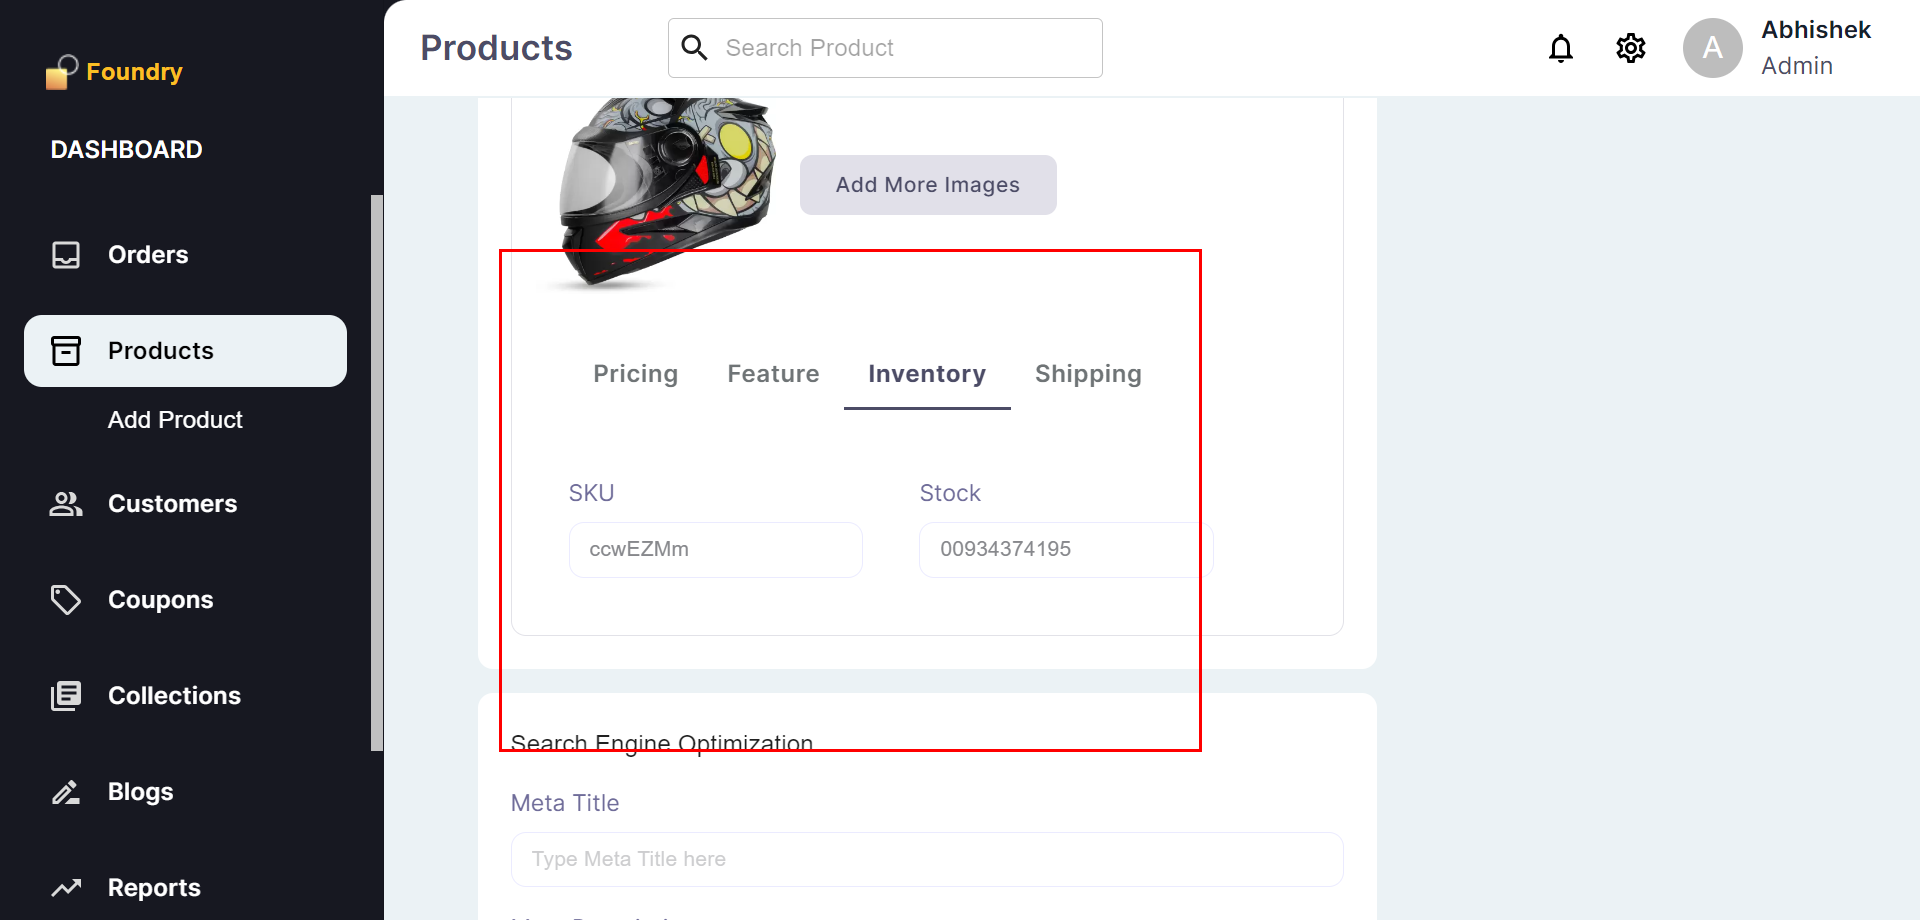 Foundry
DASHBOARD
Orders
Products
Add Product
Customers
Coupons
Collections
Blogs
Reports
Products
Search Product
A
Abhishek
Admin
Add More Images
Pricing Feature Inventory Shipping
SKU Stock
ccwEZMm 00934374195
Search Engine Optimization
Meta Title
Type Meta Title here